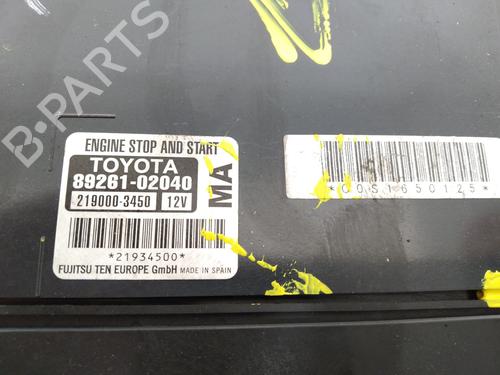 B-PARTS
ENGINE STOP AND START
TOYOTA
89261-02040
219000-3450 12V
MA
*21934500*
FUJITSU TEN EUROPE GmbH MADE IN SPAIN
*00S1650125*